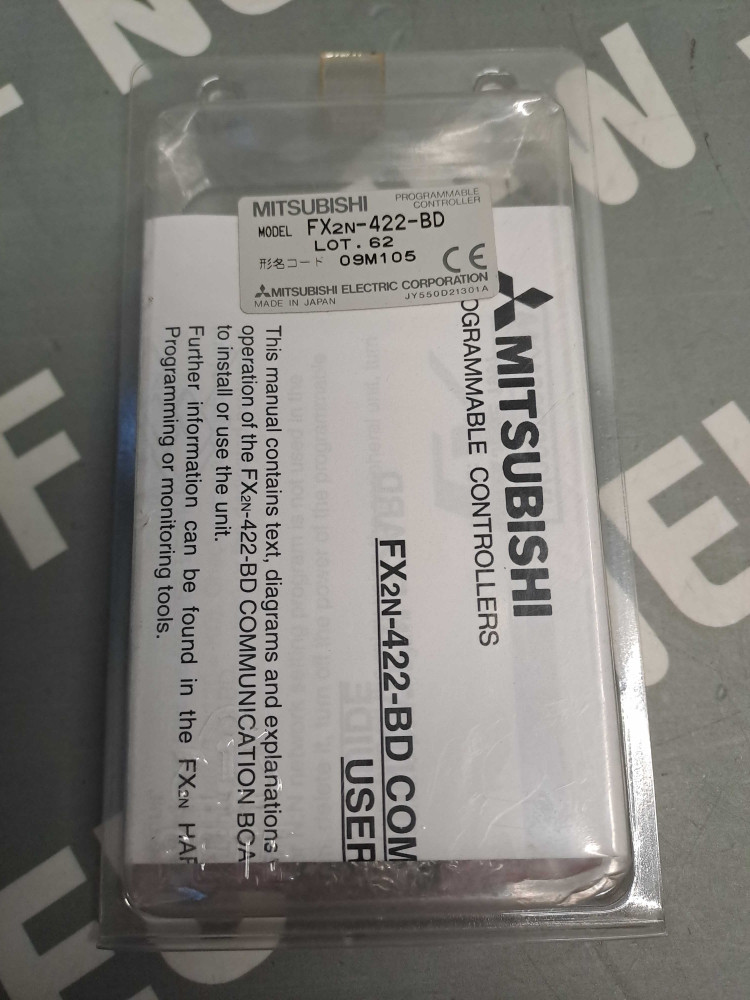 MITSUBISHI
PROGRAMMABLE
CONTROLLER
MODEL FX2N-422-BD
LOT. 62
形名コード 09M105
CE
MITSUBISHI ELECTRIC CORPORATION
MADE IN JAPAN JY550D21301A
MITSUBISHI
OGRAMMABLE CONTROLLERS
FX2N-422-BD COM
USER
This manual contains text, diagrams and explanations
operation of the FX2N-422-BD COMMUNICATION BOA
to install or use the unit.
Further information can be found in the FX2N HAR
Programming or monitoring tools.